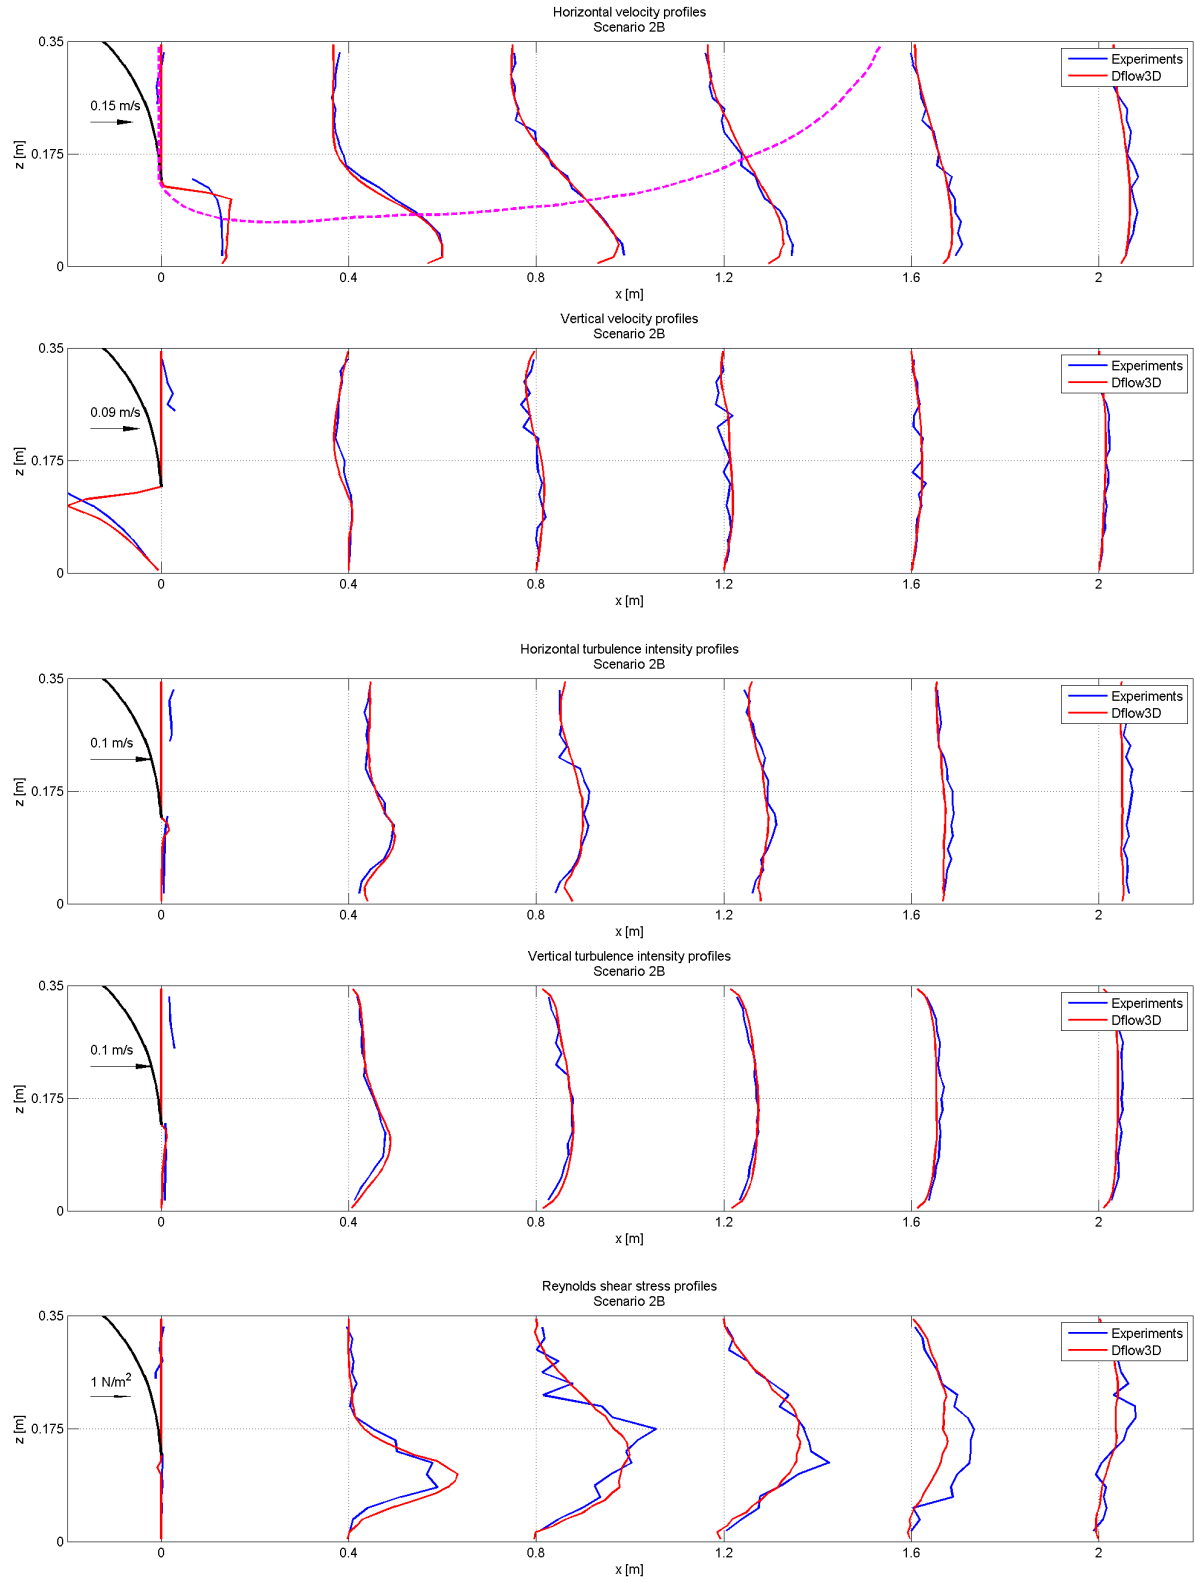 Horizontal velocity profiles
Scenario 2B
0.35
0.175
0
z [m]
0.15 m/s
Experiments
Dflow3D
0 0.4 0.8 1.2 1.6 2
x [m]
Vertical velocity profiles
Scenario 2B
0.35
0.175
0
z [m]
0.09 m/s
Experiments
Dflow3D
0 0.4 0.8 1.2 1.6 2
x [m]
Horizontal turbulence intensity profiles
Scenario 2B
0.35
0.175
0
z [m]
0.1 m/s
Experiments
Dflow3D
0 0.4 0.8 1.2 1.6 2
x [m]
Vertical turbulence intensity profiles
Scenario 2B
0.35
0.175
0
z [m]
0.1 m/s
Experiments
Dflow3D
0 0.4 0.8 1.2 1.6 2
x [m]
Reynolds shear stress profiles
Scenario 2B
0.35
0.175
0
z [m]
1 N/m²
Experiments
Dflow3D
0 0.4 0.8 1.2 1.6 2
x [m]